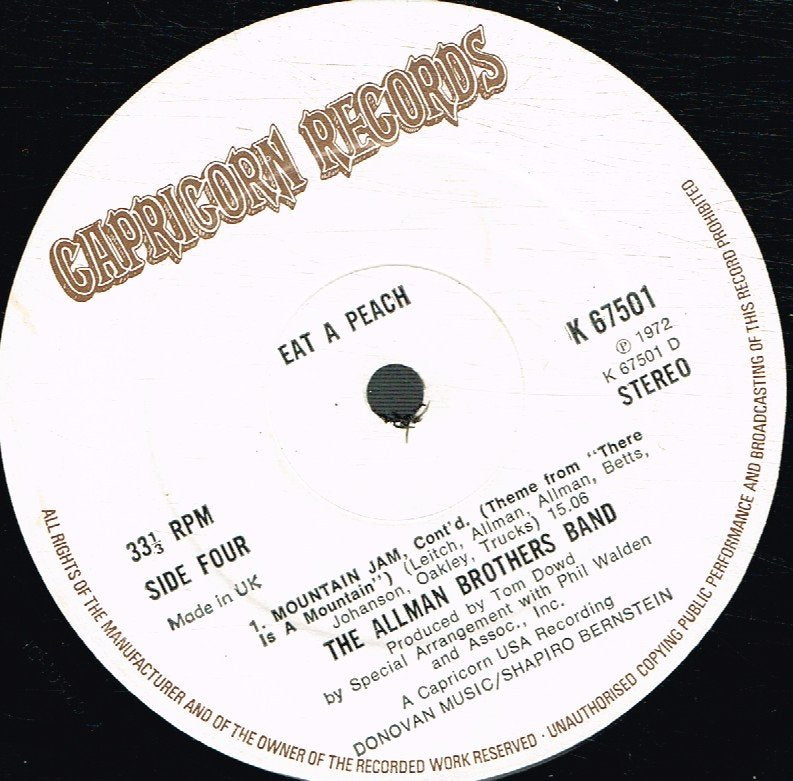 CAPRICORN RECORDS
EAT A PEACH
K 67501
℗ 1972
K 67501 D
STEREO
33⅓ RPM
SIDE FOUR
Made in UK
1. MOUNTAIN JAM, Cont'd. (Theme from "There
Is A Mountain") (Leitch, Allman, Allman, Betts,
Johanson, Oakley, Trucks) 15.06
THE ALLMAN BROTHERS BAND
Produced by Tom Dowd
by Special Arrangement with Phil Walden
and Assoc., Inc.
A Capricorn USA Recording
DONOVAN MUSIC/SHAPIRO BERNSTEIN
ALL RIGHTS OF THE MANUFACTURER AND OF THE OWNER OF THE RECORDED WORK RESERVED · UNAUTHORISED COPYING PUBLIC PERFORMANCE AND BROADCASTING OF THIS RECORD PROHIBITED